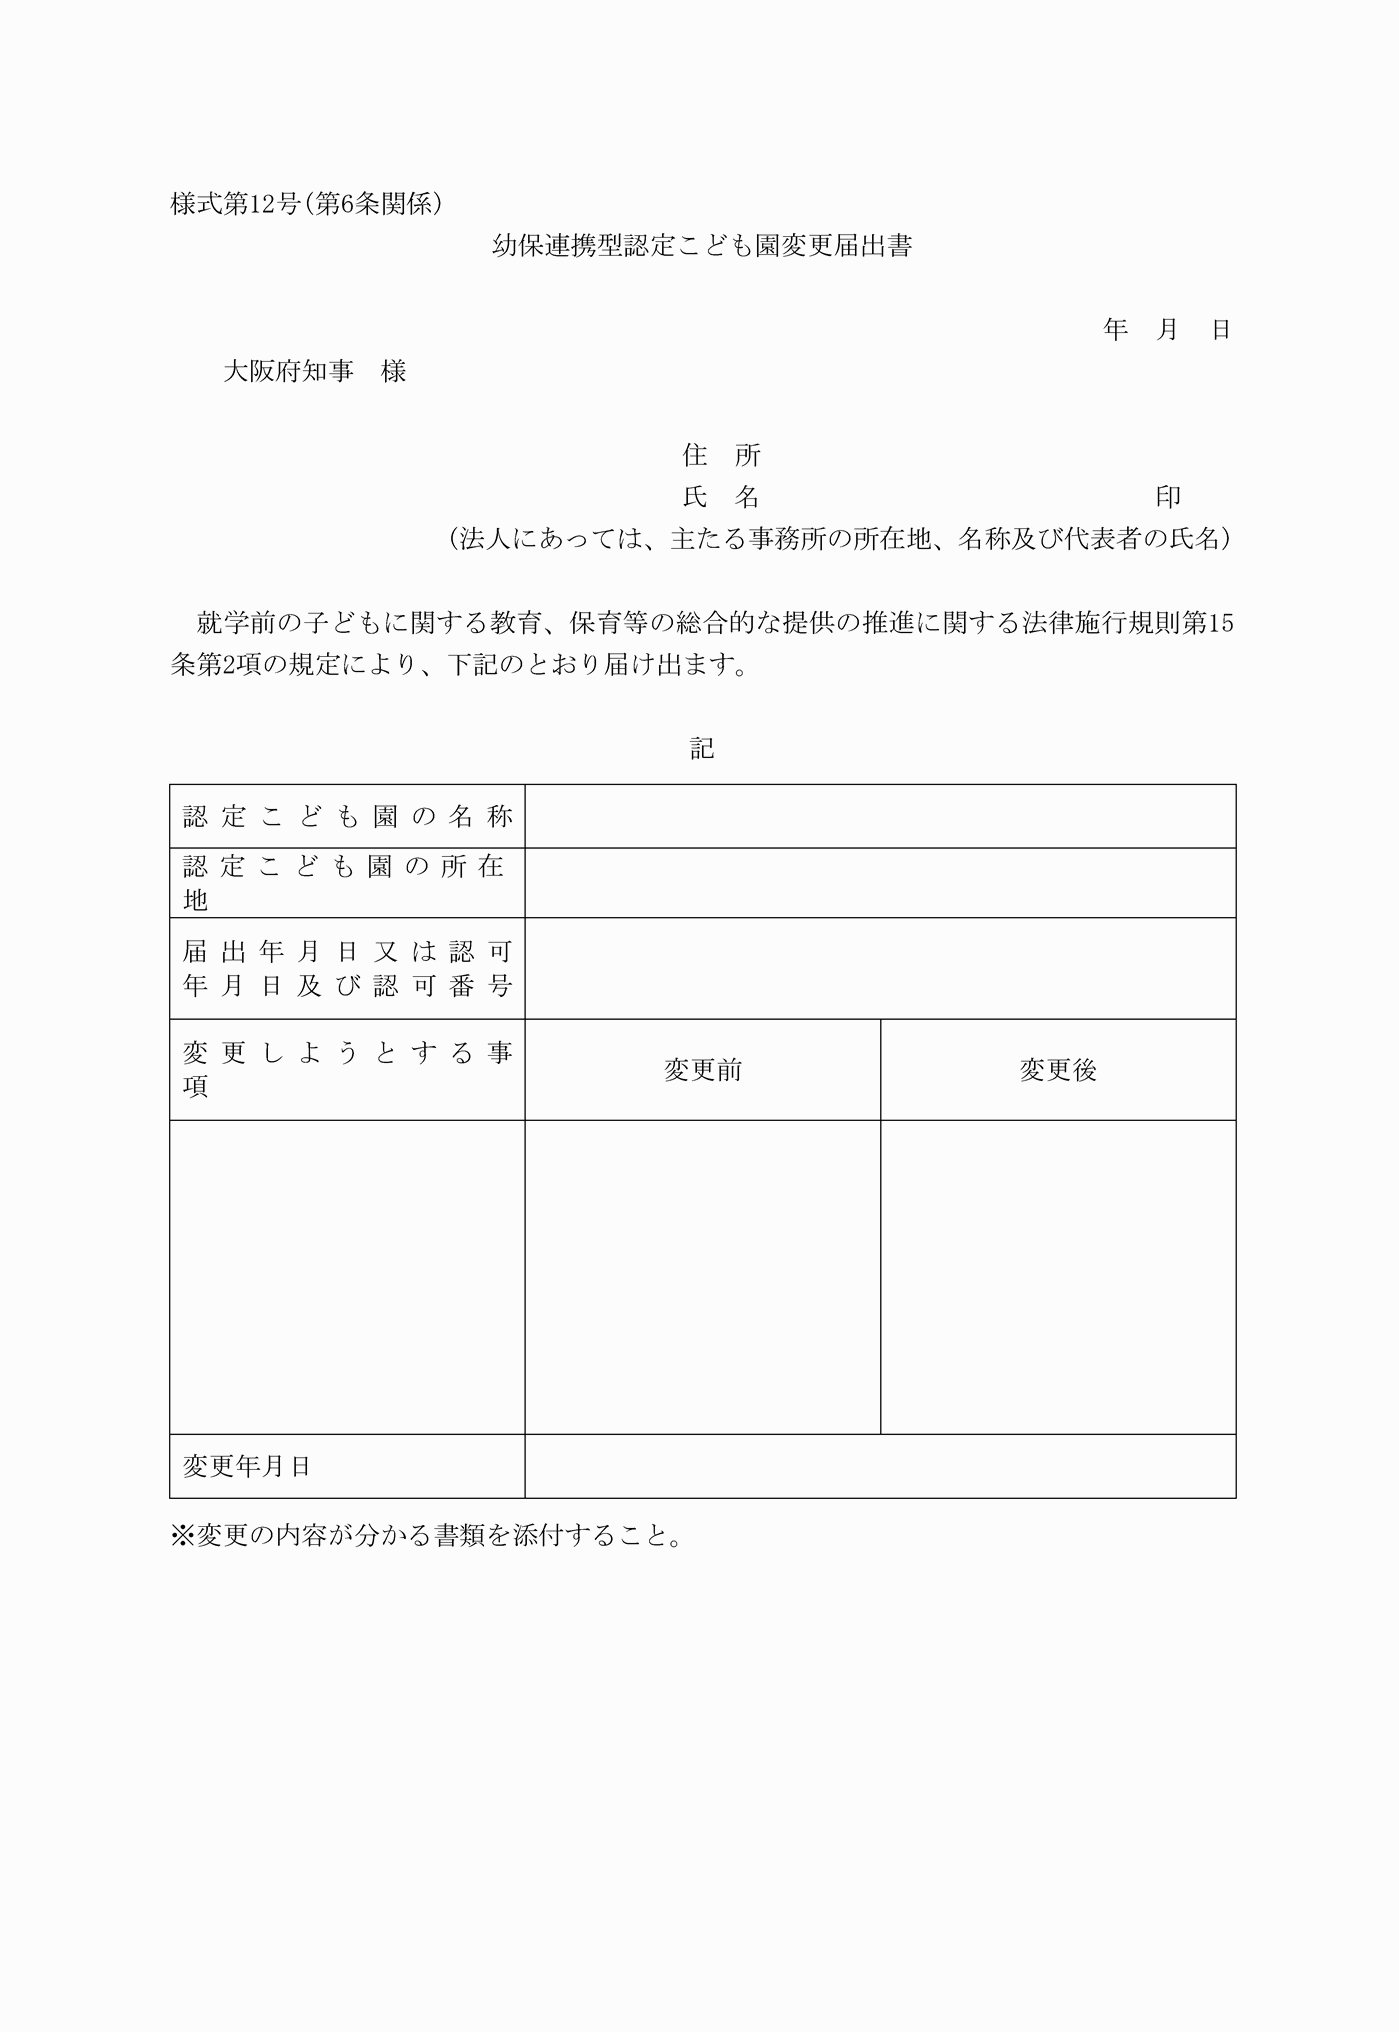 様式第12号(第6条関係)
幼保連携型認定こども園変更届出書
年　月　日
大阪府知事　様
住　所
氏　名　　　　　　　　　　　　　　　印
(法人にあっては、主たる事務所の所在地、名称及び代表者の氏名)
就学前の子どもに関する教育、保育等の総合的な提供の推進に関する法律施行規則第15
条第2項の規定により、下記のとおり届け出ます。
記
認定こども園の名称
認定こども園の所在
地
届出年月日又は認可
年月日及び認可番号
変更しようとする事
項
変更前
変更後
変更年月日
※変更の内容が分かる書類を添付すること。